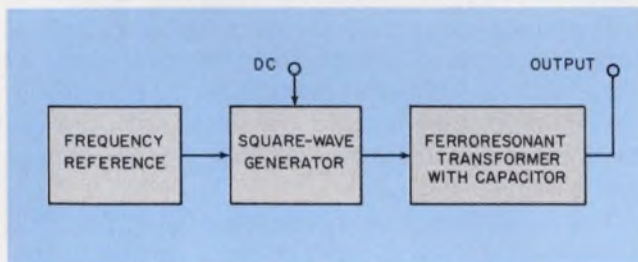 DC
OUTPUT
FREQUENCY
REFERENCE
SQUARE-WAVE
GENERATOR
FERRORESONANT
TRANSFORMER
WITH CAPACITOR